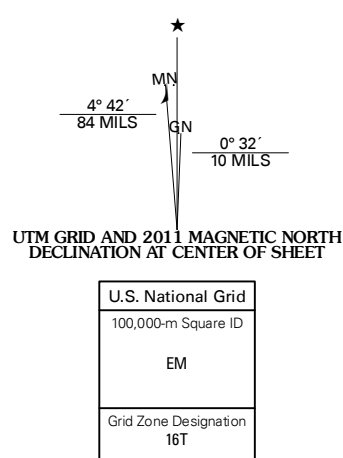 ★
MN
4° 42´
84 MILS
GN
0° 32´
10 MILS
UTM GRID AND 2011 MAGNETIC NORTH
DECLINATION AT CENTER OF SHEET
U.S. National Grid
100,000-m Square ID
EM
Grid Zone Designation
16T